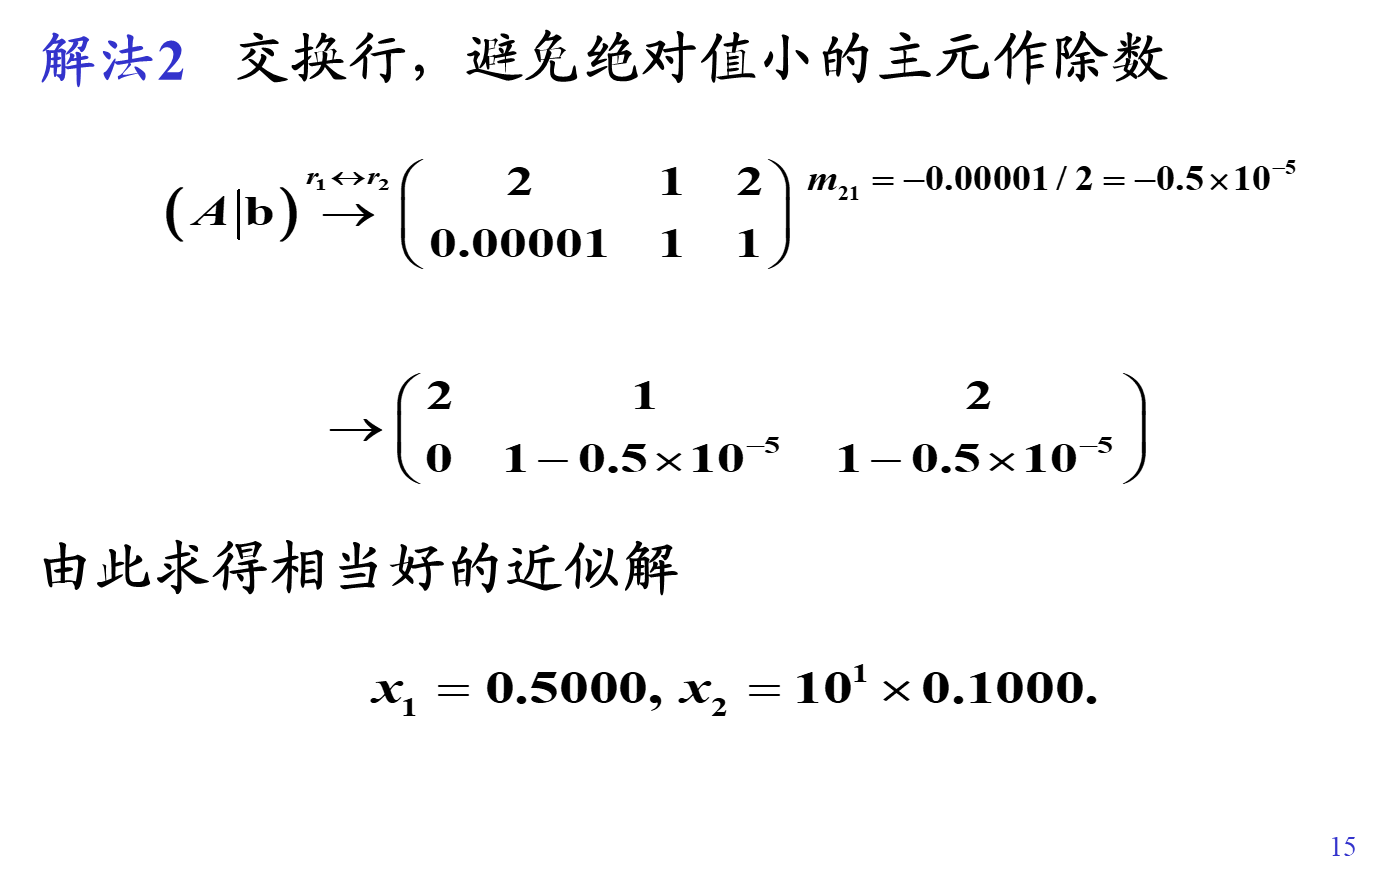 解法2 交换行，避免绝对值小的主元作除数
(A|b) r₁↔r₂ → ( 2 1 2 ) m₂₁ = −0.00001 / 2 = −0.5×10⁻⁵
( 0.00001 1 1 )
→ ( 2 1 2 )
( 0 1−0.5×10⁻⁵ 1−0.5×10⁻⁵ )
由此求得相当好的近似解
x₁ = 0.5000, x₂ = 10¹ × 0.1000.
15